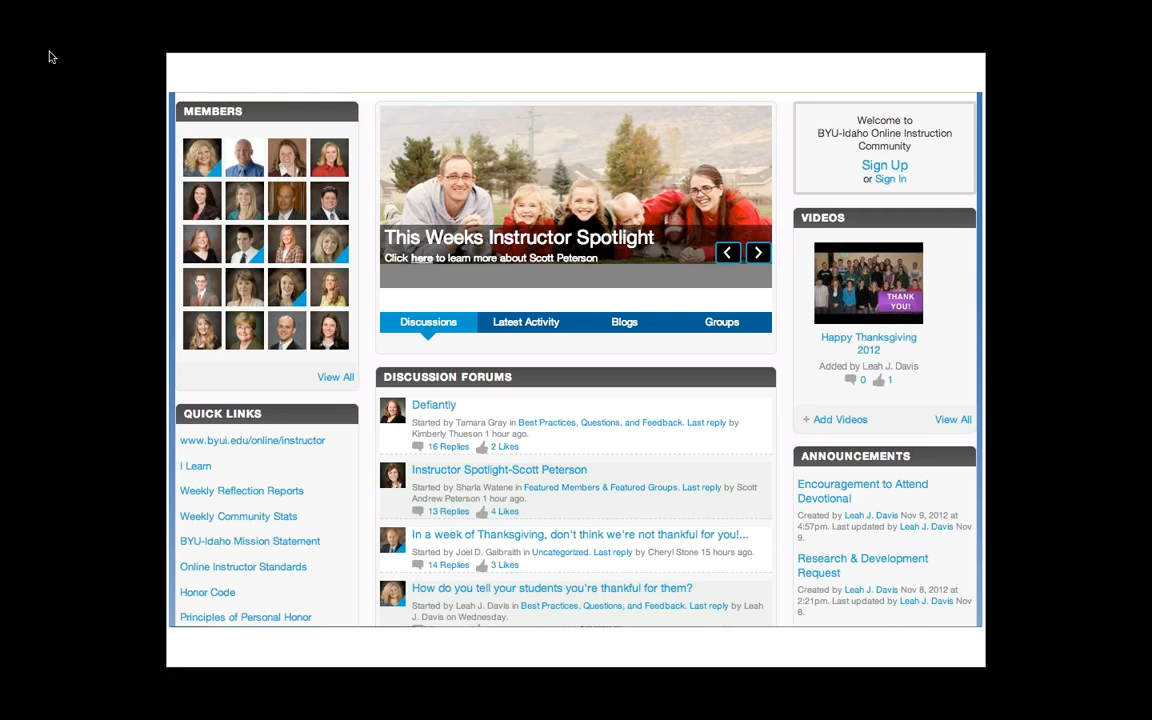 MEMBERS
View All
QUICK LINKS
www.byui.edu/online/instructor
I Learn
Weekly Reflection Reports
Weekly Community Stats
BYU-Idaho Mission Statement
Online Instructor Standards
Honor Code
Principles of Personal Honor
This Weeks Instructor Spotlight
Click here to learn more about Scott Peterson
Discussions Latest Activity Blogs Groups
DISCUSSION FORUMS
Defiantly
Started by Tamara Gray in Best Practices, Questions, and Feedback. Last reply by
Kimberly Thueson 1 hour ago.
16 Replies 2 Likes
Instructor Spotlight-Scott Peterson
Started by Sharla Watene in Featured Members & Featured Groups. Last reply by Scott
Andrew Peterson 1 hour ago.
13 Replies 4 Likes
In a week of Thanksgiving, don't think we're not thankful for you!...
Started by Joel D. Galbraith in Uncategorized. Last reply by Cheryl Stone 15 hours ago.
14 Replies 3 Likes
How do you tell your students you're thankful for them?
Started by Leah J. Davis in Best Practices, Questions, and Feedback. Last reply by Leah
J. Davis on Wednesday.
Welcome to
BYU-Idaho Online Instruction
Community
Sign Up
or Sign In
VIDEOS
THANK
YOU!
Happy Thanksgiving
2012
Added by Leah J. Davis
0 1
+ Add Videos View All
ANNOUNCEMENTS
Encouragement to Attend
Devotional
Created by Leah J. Davis Nov 9, 2012 at
4:57pm. Last updated by Leah J. Davis Nov
9.
Research & Development
Request
Created by Leah J. Davis Nov 8, 2012 at
2:21pm. Last updated by Leah J. Davis Nov
8.